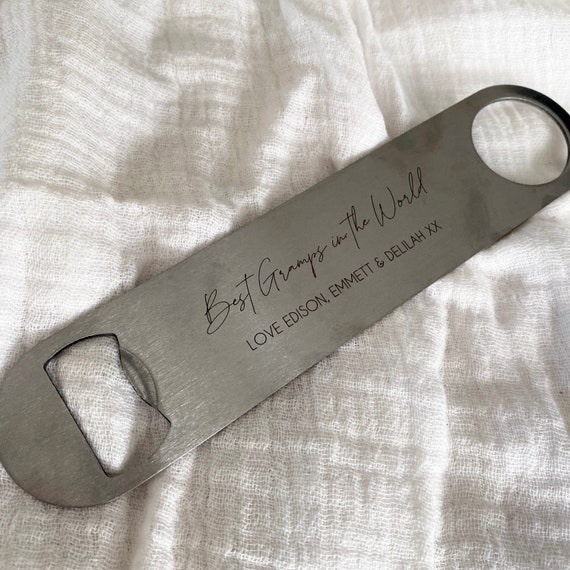 Best Gramps in the World
LOVE EDISON, EMMETT & DELILAH XX